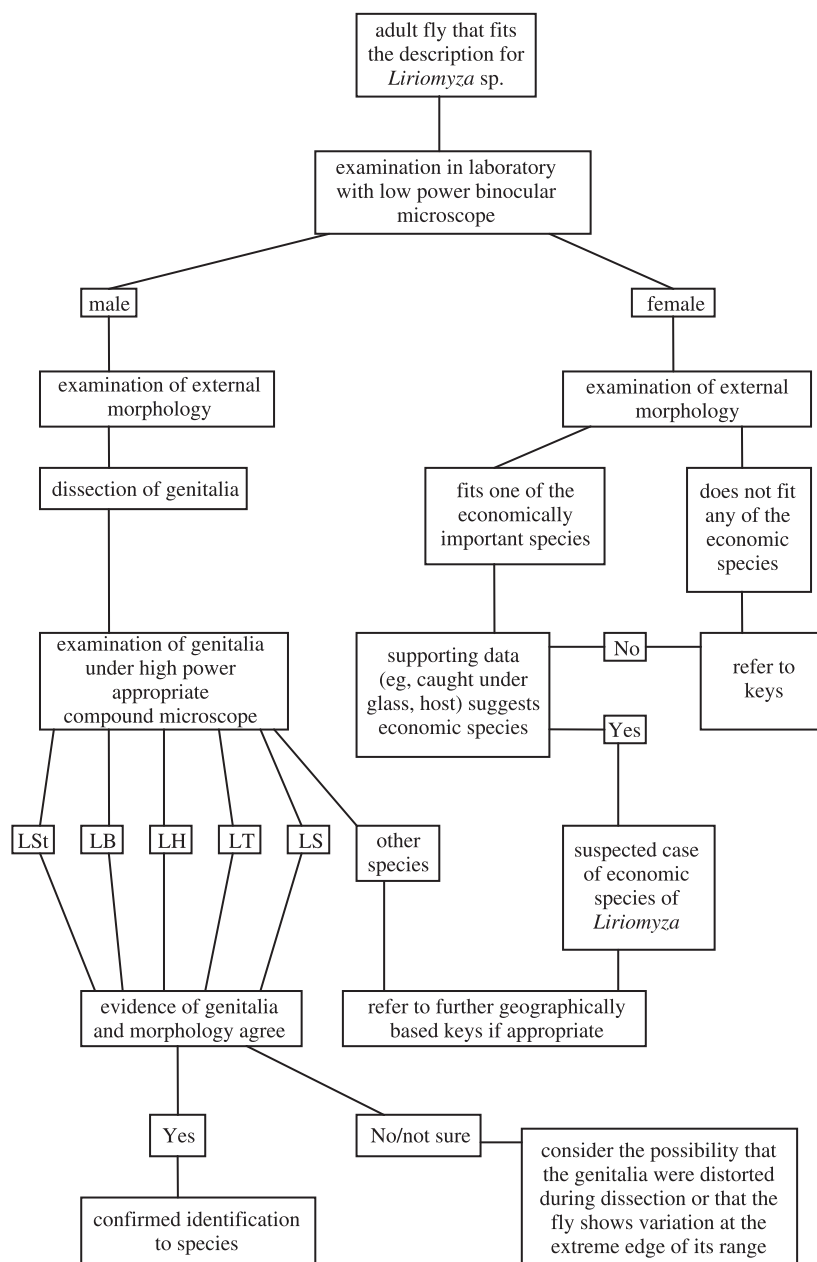 adult fly that fits
the description for
Liriomyza sp.
examination in laboratory
with low power binocular
microscope
male
female
examination of external
morphology
examination of external
morphology
dissection of genitalia
fits one of the
economically
important species
does not fit
any of the
economic
species
examination of genitalia
under high power
appropriate
compound microscope
supporting data
(eg, caught under
glass, host) suggests
economic species
No
refer to
keys
Yes
LSt
LB
LH
LT
LS
other
species
suspected case
of economic
species of
Liriomyza
evidence of genitalia
and morphology agree
refer to further geographically
based keys if appropriate
Yes
No/not sure
consider the possibility that
the genitalia were distorted
during dissection or that the
fly shows variation at the
extreme edge of its range
confirmed identification
to species